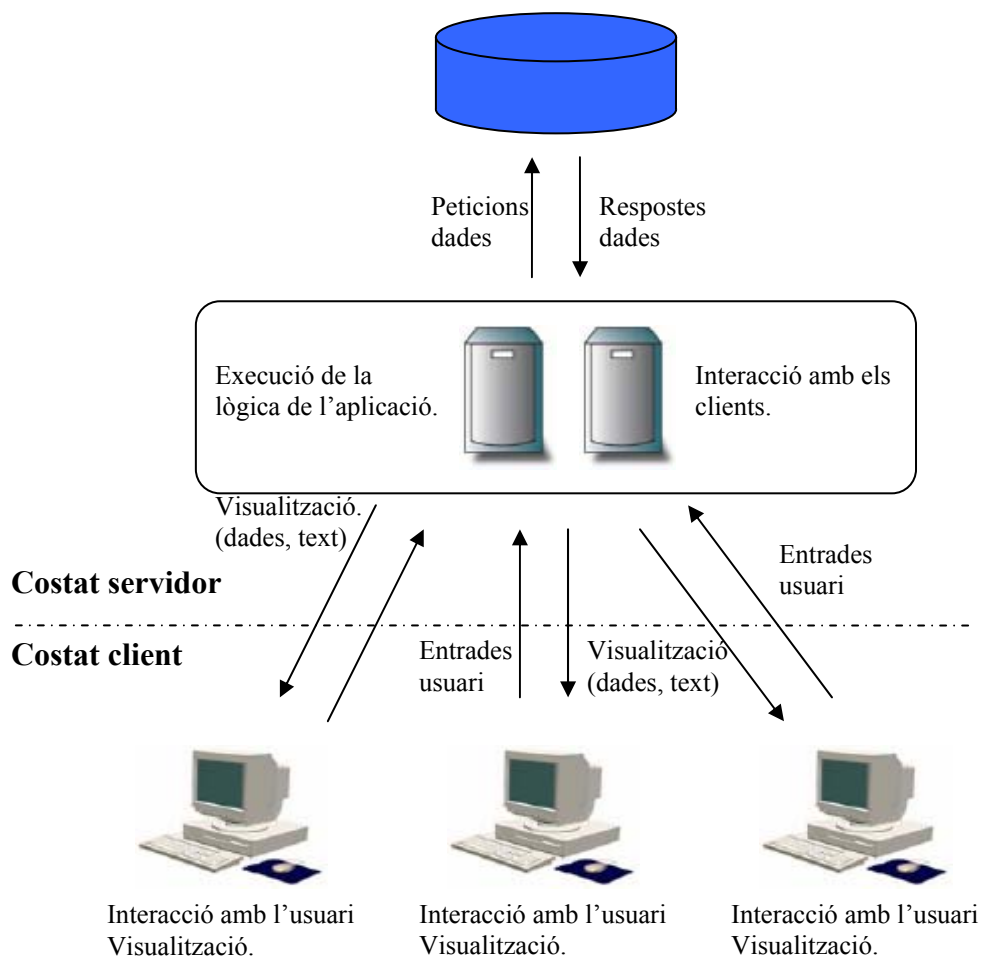 Peticions
dades
Respostes
dades
Execució de la
lògica de l’aplicació.
Interacció amb els
clients.
Visualització.
(dades, text)
Entrades
usuari
Costat servidor
Costat client
Entrades
usuari
Visualització
(dades, text)
Interacció amb l’usuari
Visualització.
Interacció amb l’usuari
Visualització.
Interacció amb l’usuari
Visualització.